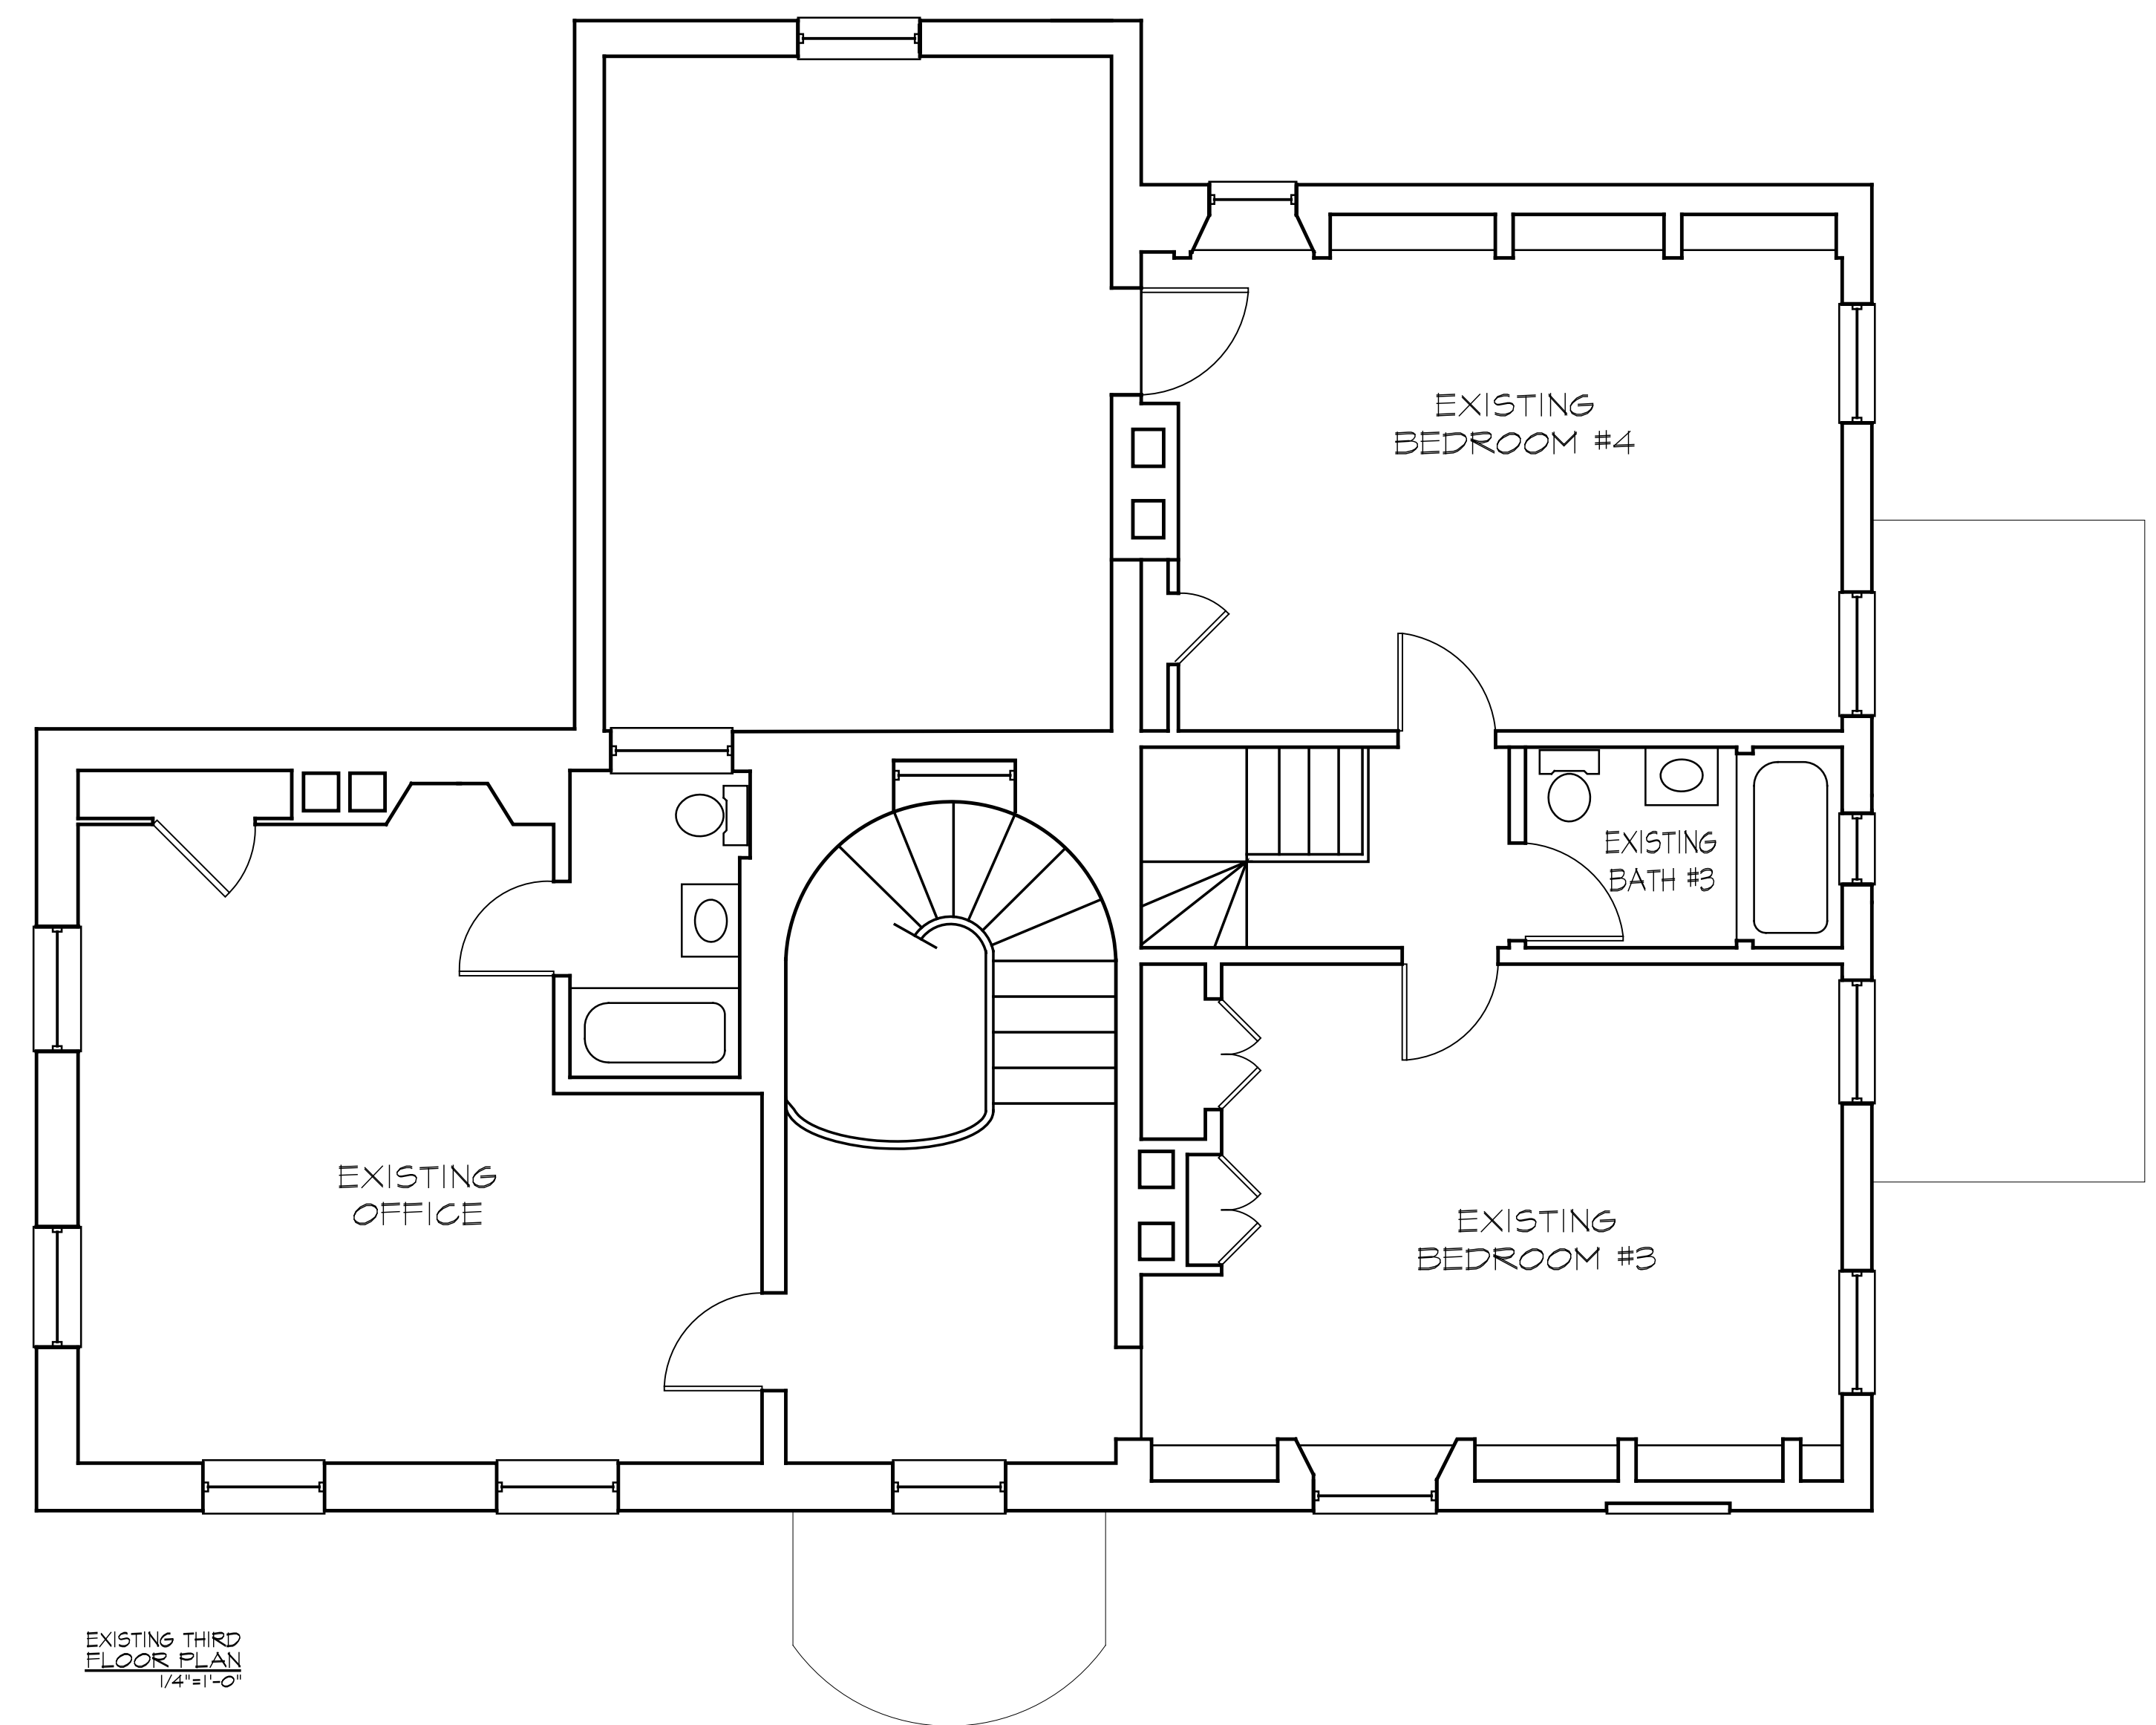 EXISTING
BEDROOM #4
EXISTING
BATH #3
EXISTING
OFFICE
EXISTING
BEDROOM #3
EXISTING THIRD
FLOOR PLAN
1/4"=1'-0"